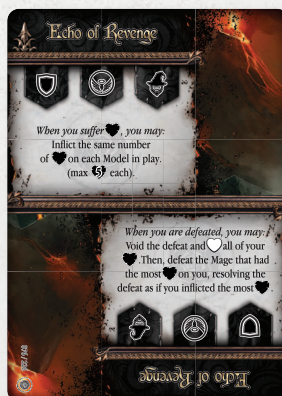 Echo of Revenge
When you suffer , you may:
Inflict the same number
of on each Model in play.
(max 5 each).
When you are defeated, you may:
Void the defeat and all of your
. Then, defeat the Mage that had
the most on you, resolving the
defeat as if you inflicted the most
Echo of Revenge